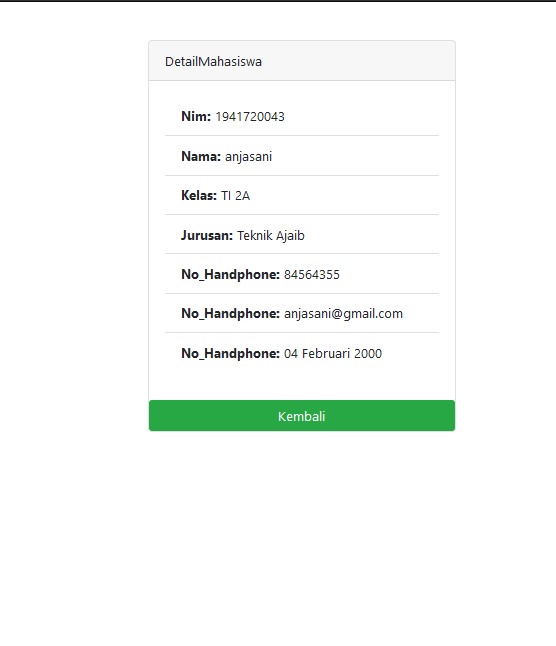 DetailMahasiswa
Nim: 1941720043
Nama: anjasani
Kelas: TI 2A
Jurusan: Teknik Ajaib
No_Handphone: 84564355
No_Handphone: anjasani@gmail.com
No_Handphone: 04 Februari 2000
Kembali